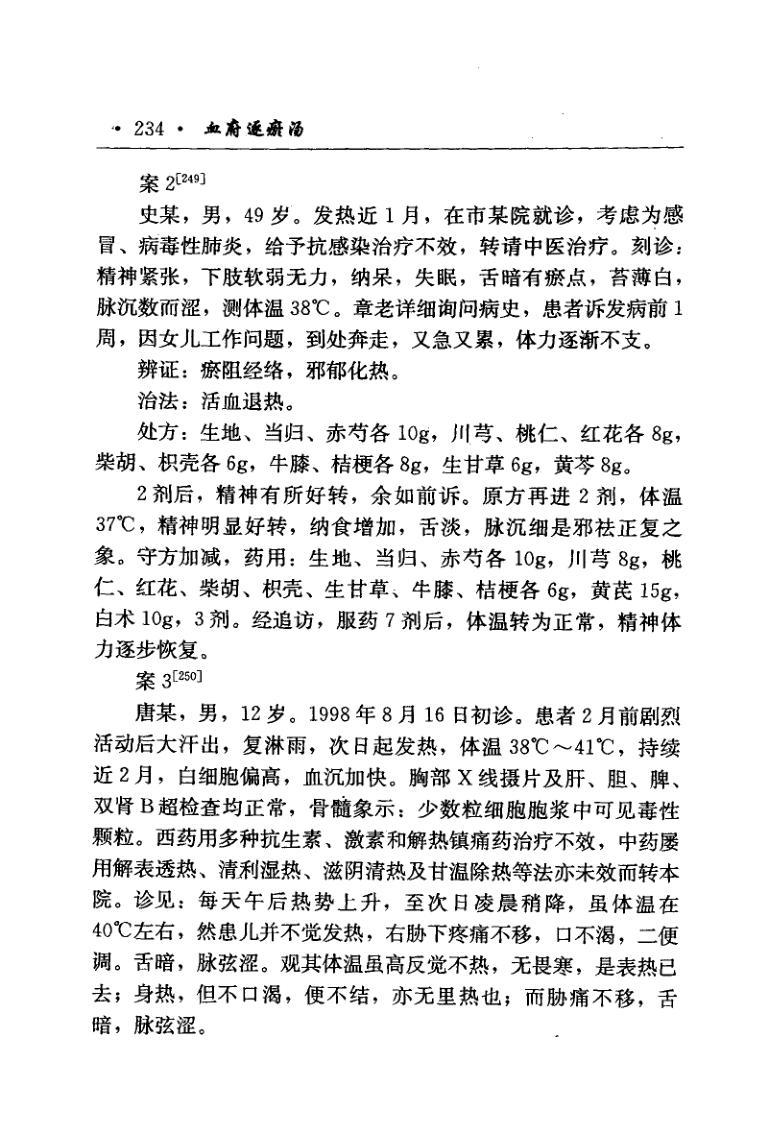 · 234 · 血府逐瘀汤
案 2[249]
史某，男，49 岁。发热近 1 月，在市某院就诊，考虑为感
冒、病毒性肺炎，给予抗感染治疗不效，转请中医治疗。刻诊：
精神紧张，下肢软弱无力，纳呆，失眠，舌暗有瘀点，苔薄白，
脉沉数而涩，测体温 38℃。章老详细询问病史，患者诉发病前 1
周，因女儿工作问题，到处奔走，又急又累，体力逐渐不支。
辨证：瘀阻经络，邪郁化热。
治法：活血退热。
处方：生地、当归、赤芍各 10g，川芎、桃仁、红花各 8g，
柴胡、枳壳各 6g，牛膝、桔梗各 8g，生甘草 6g，黄芩 8g。
2 剂后，精神有所好转，余如前诉。原方再进 2 剂，体温
37℃，精神明显好转，纳食增加，舌淡，脉沉细是邪祛正复之
象。守方加减，药用：生地、当归、赤芍各 10g，川芎 8g，桃
仁、红花、柴胡、枳壳、生甘草、牛膝、桔梗各 6g，黄芪 15g，
白术 10g，3 剂。经追访，服药 7 剂后，体温转为正常，精神体
力逐步恢复。
案 3[250]
唐某，男，12 岁。1998 年 8 月 16 日初诊。患者 2 月前剧烈
活动后大汗出，复淋雨，次日起发热，体温 38℃～41℃，持续
近 2 月，白细胞偏高，血沉加快。胸部 X 线摄片及肝、胆、脾、
双肾 B 超检查均正常，骨髓象示：少数粒细胞胞浆中可见毒性
颗粒。西药用多种抗生素、激素和解热镇痛药治疗不效，中药屡
用解表透热、清利湿热、滋阴清热及甘温除热等法亦未效而转本
院。诊见：每天午后热势上升，至次日凌晨稍降，虽体温在
40℃左右，然患儿并不觉发热，右胁下疼痛不移，口不渴，二便
调。舌暗，脉弦涩。观其体温虽高反觉不热，无畏寒，是表热已
去；身热，但不口渴，便不结，亦无里热也；而胁痛不移，舌
暗，脉弦涩。